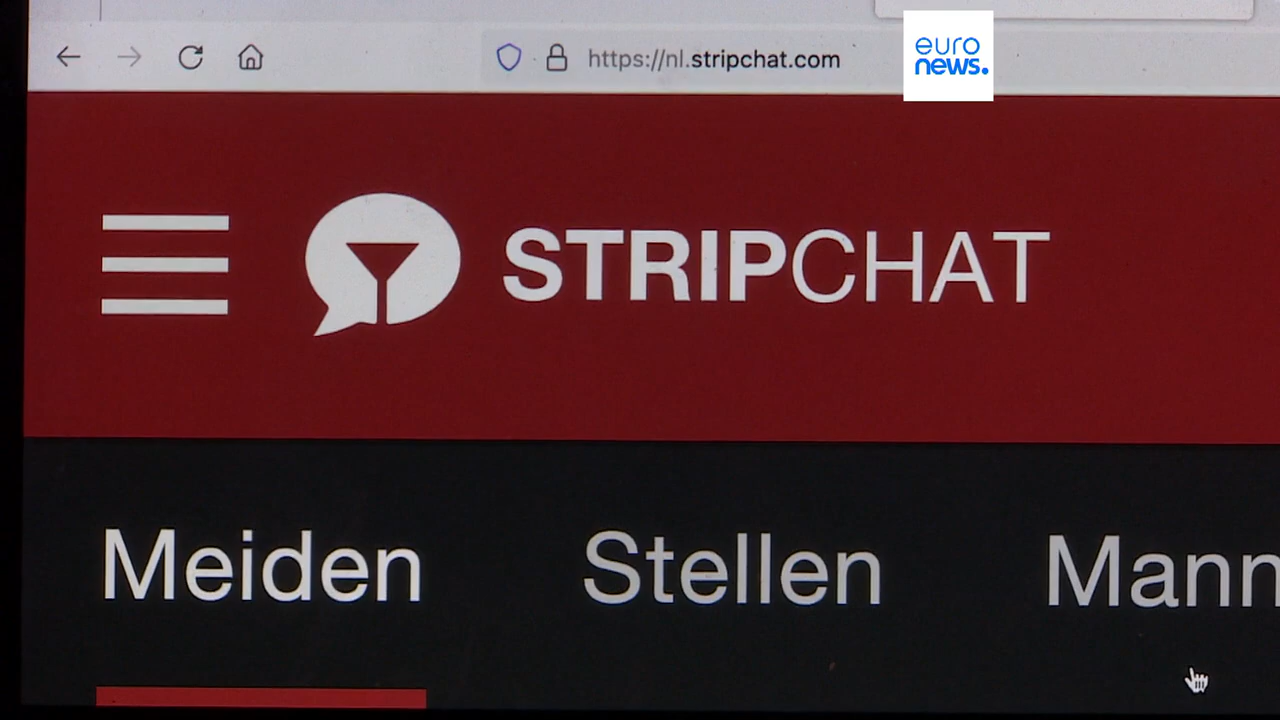 https://nl.stripchat.com
euro
news.
STRIPCHAT
Meiden
Stellen
Mann